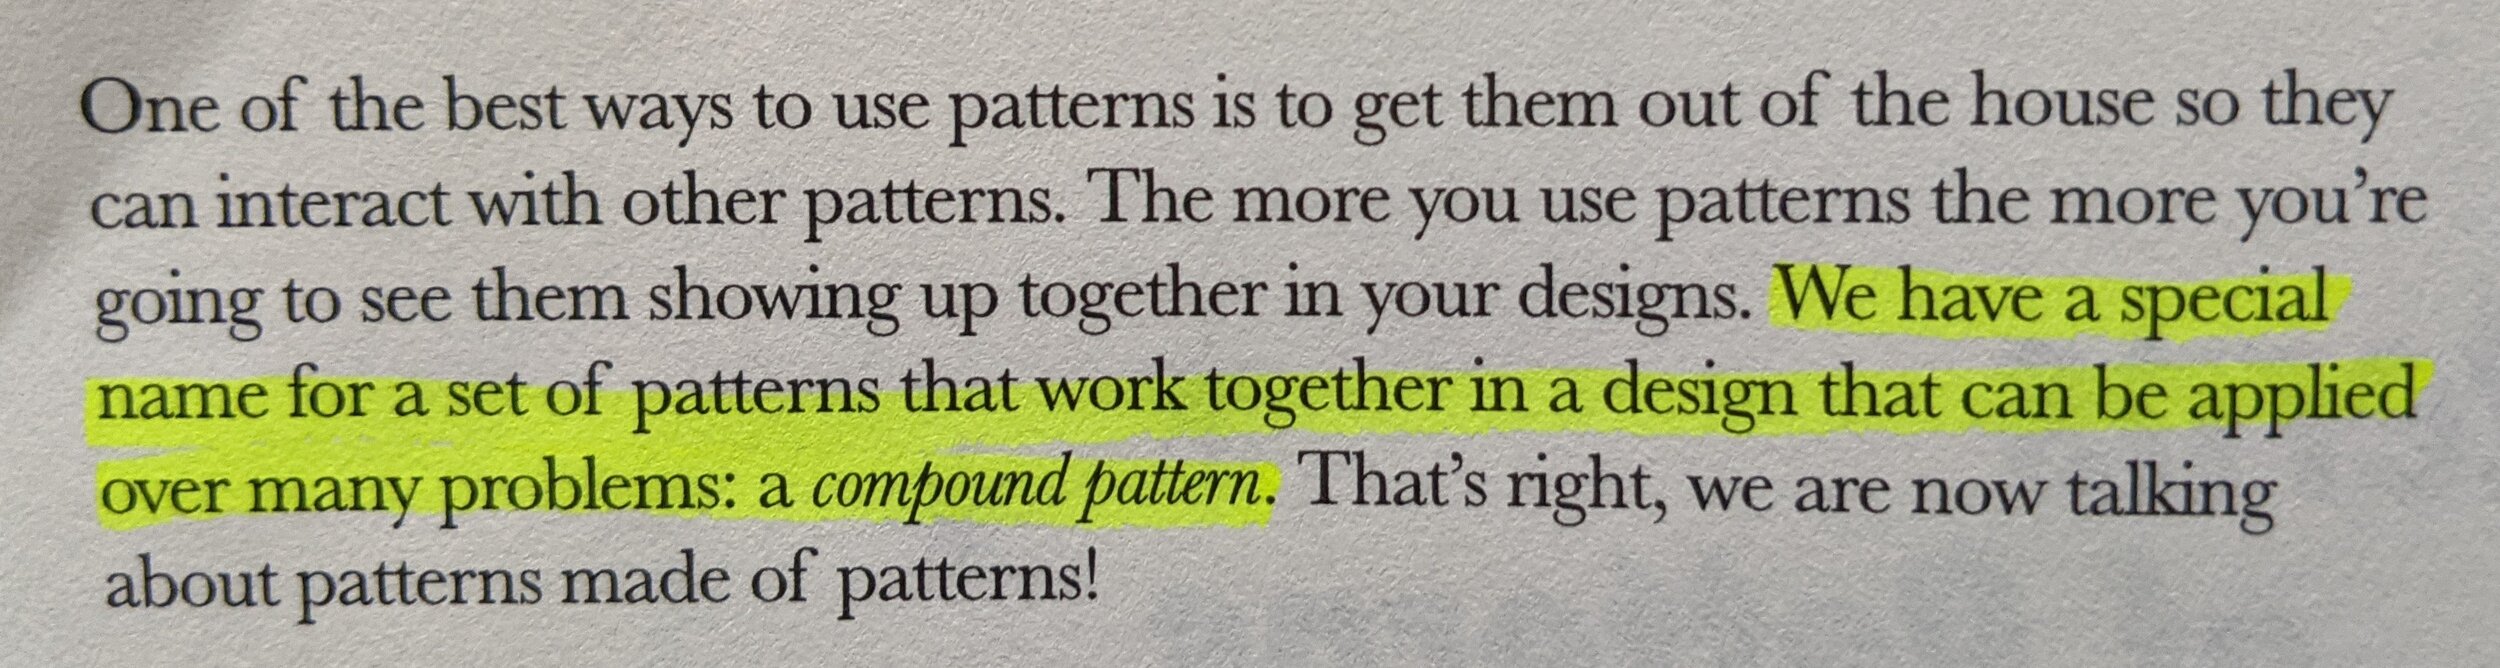 One of the best ways to use patterns is to get them out of the house so they
can interact with other patterns. The more you use patterns the more you're
going to see them showing up together in your designs. We have a special
name for a set of patterns that work together in a design that can be applied
over many problems: a compound pattern. That's right, we are now talking
about patterns made of patterns!